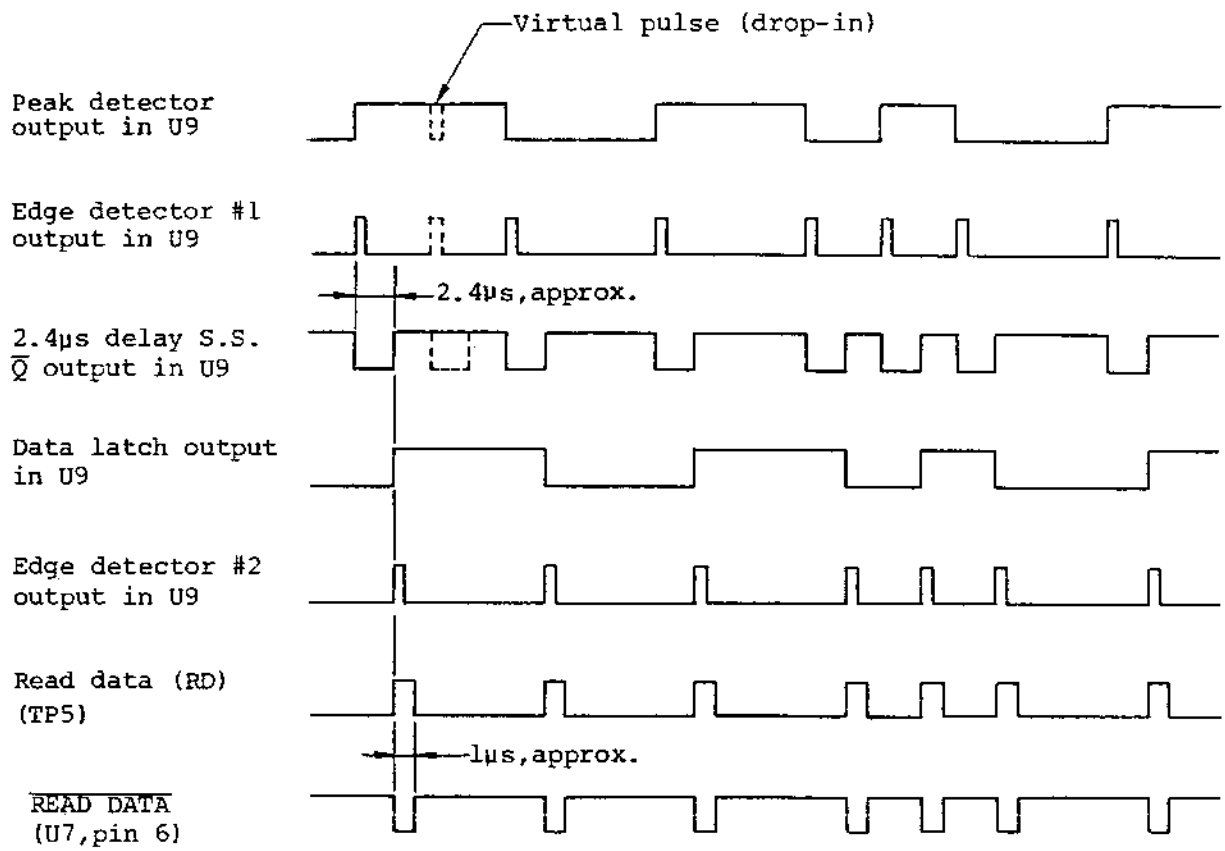 Virtual pulse (drop-in)
Peak detector
output in U9
Edge detector #1
output in U9
2.4μs,approx.
2.4μs delay S.S.
Q̅ output in U9
Data latch output
in U9
Edge detector #2
output in U9
Read data (RD)
(TP5)
1μs,approx.
READ DATA
(U7,pin 6)